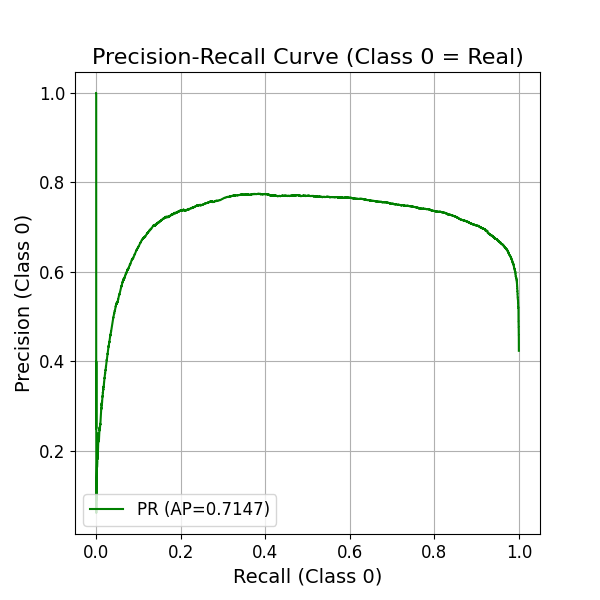 Precision-Recall Curve (Class 0 = Real)
1.0
0.8
0.6
0.4
0.2
Precision (Class 0)
PR (AP=0.7147)
0.0 0.2 0.4 0.6 0.8 1.0
Recall (Class 0)